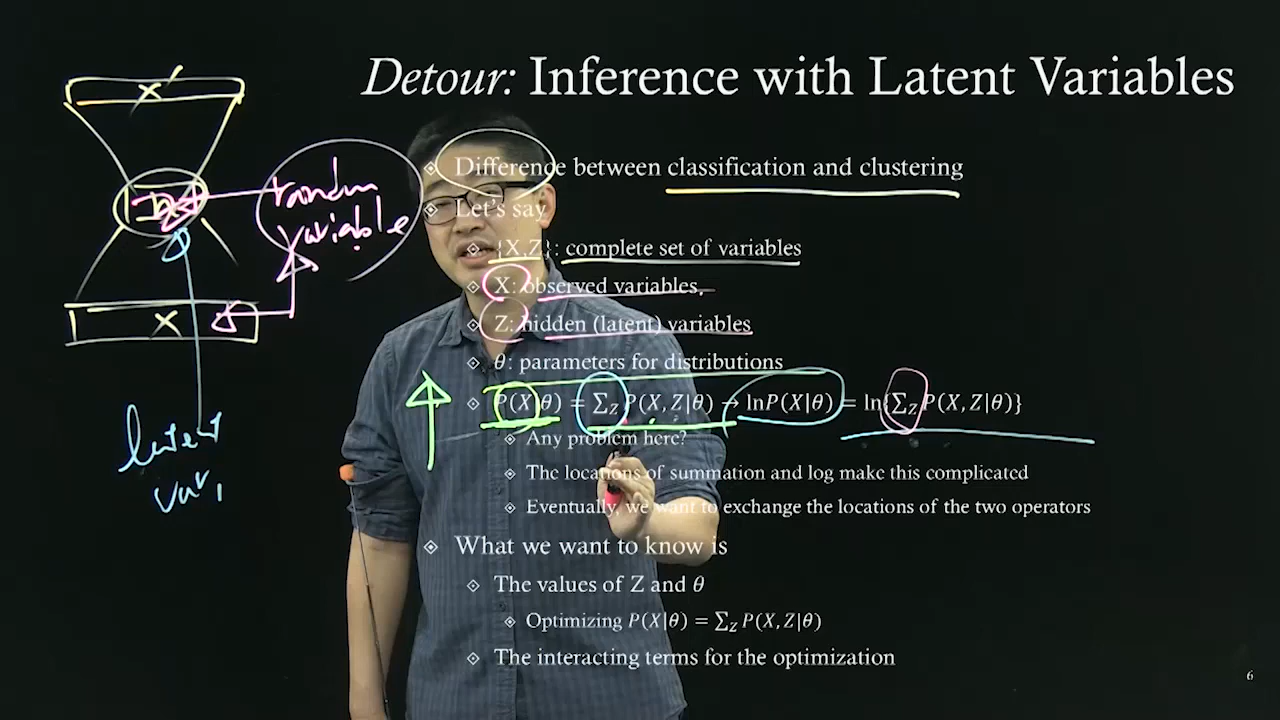 Detour: Inference with Latent Variables
Difference between classification and clustering
Let's say
{X,Z}: complete set of variables
X: observed variables
Z: hidden (latent) variables
θ: parameters for distributions
P(X|θ) = ∑_Z P(X,Z|θ) → lnP(X|θ) = ln{∑_Z P(X,Z|θ)}
Any problem here?
The locations of summation and log make this complicated
Eventually, we want to exchange the locations of the two operators
What we want to know is
The values of Z and θ
Optimizing P(X|θ) = ∑_Z P(X,Z|θ)
The interacting terms for the optimization
6
X'
random
variable
X
latent
var,